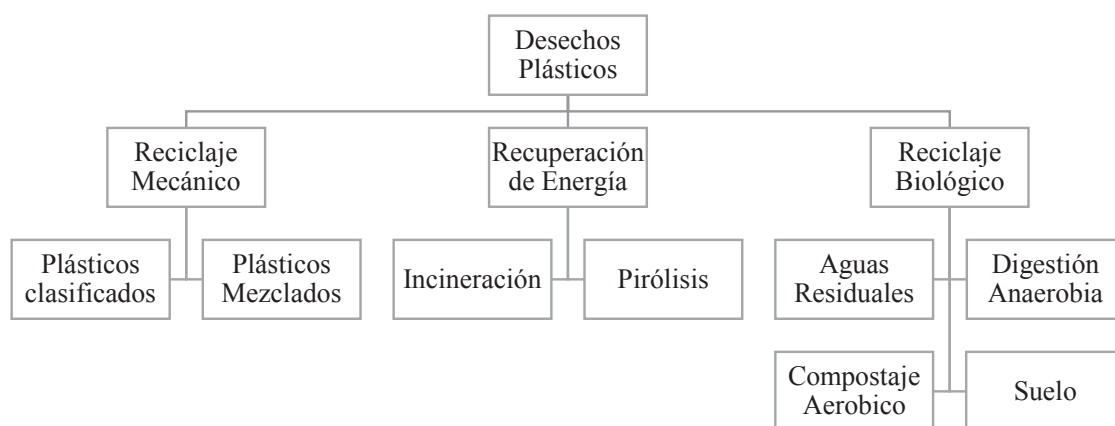 Desechos
Plásticos
Reciclaje
Mecánico
Recuperación
de Energía
Reciclaje
Biológico
Plásticos
clasificados
Plásticos
Mezclados
Incineración
Pirólisis
Aguas
Residuales
Digestión
Anaerobia
Compostaje
Aerobico
Suelo